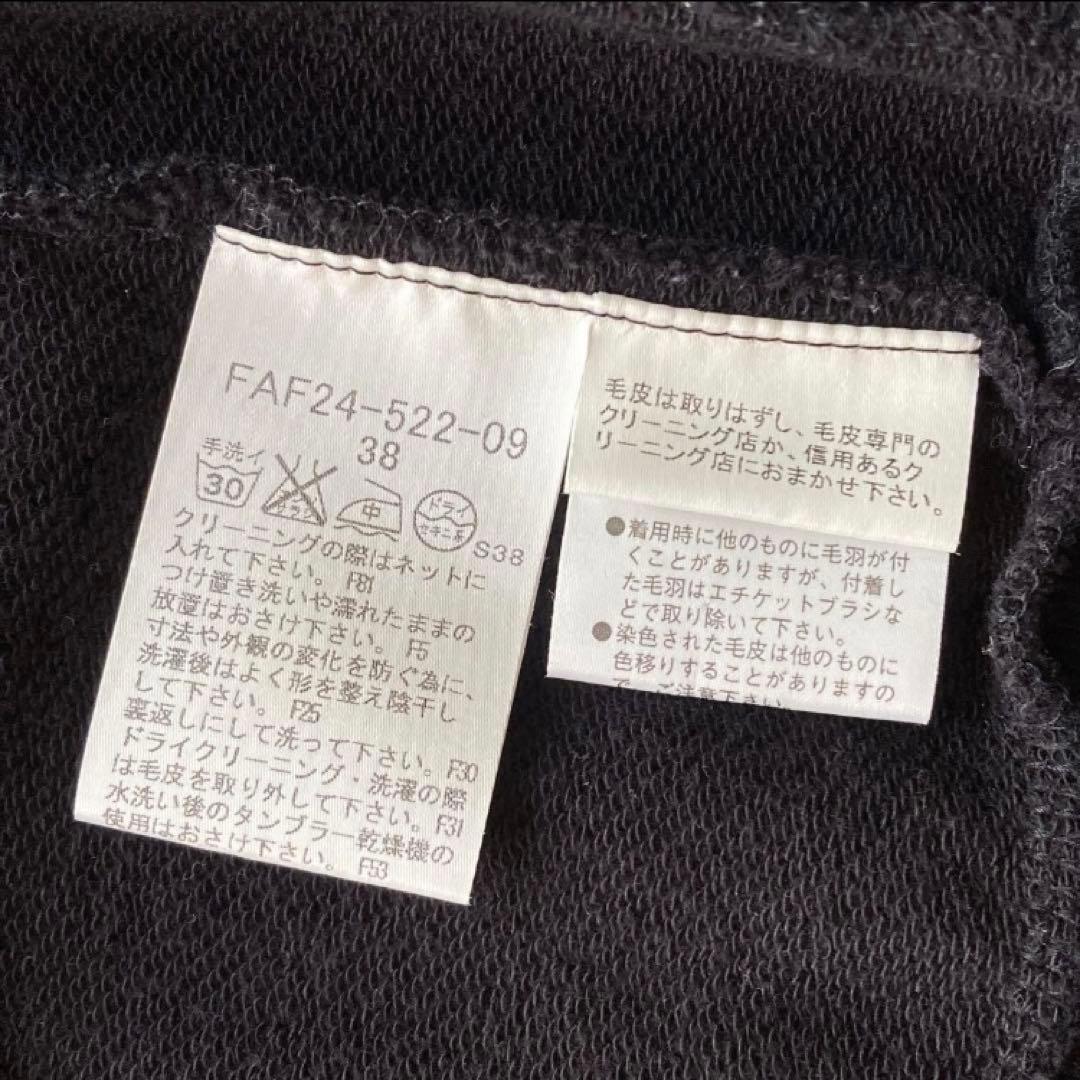 FAF24-522-09
38
手洗イ
30
エンソ
サラシ
中
ドライ
セキユ系
S38
クリーニングの際はネットに
入れて下さい。 F81
つけ置き洗いや濡れたままの
放置はおさけ下さい。 F5
寸法や外観の変化を防ぐ為に、
洗濯後はよく形を整え陰干し
して下さい。 F25
裏返しにして洗って下さい。F30
ドライクリーニング・洗濯の際
は毛皮を取り外して下さい。F31
水洗い後のタンブラー乾燥機の
使用はおさけ下さい。 F53
毛皮は取りはずし、毛皮専門の
クリーニング店か、信用あるク
リーニング店におまかせ下さい。
●着用時に他のものに毛羽が付
くことがありますが、付着し
た毛羽はエチケットブラシな
どで取り除いて下さい。
●染色された毛皮は他のものに
色移りすることがありますの
で、ご注意下さい。